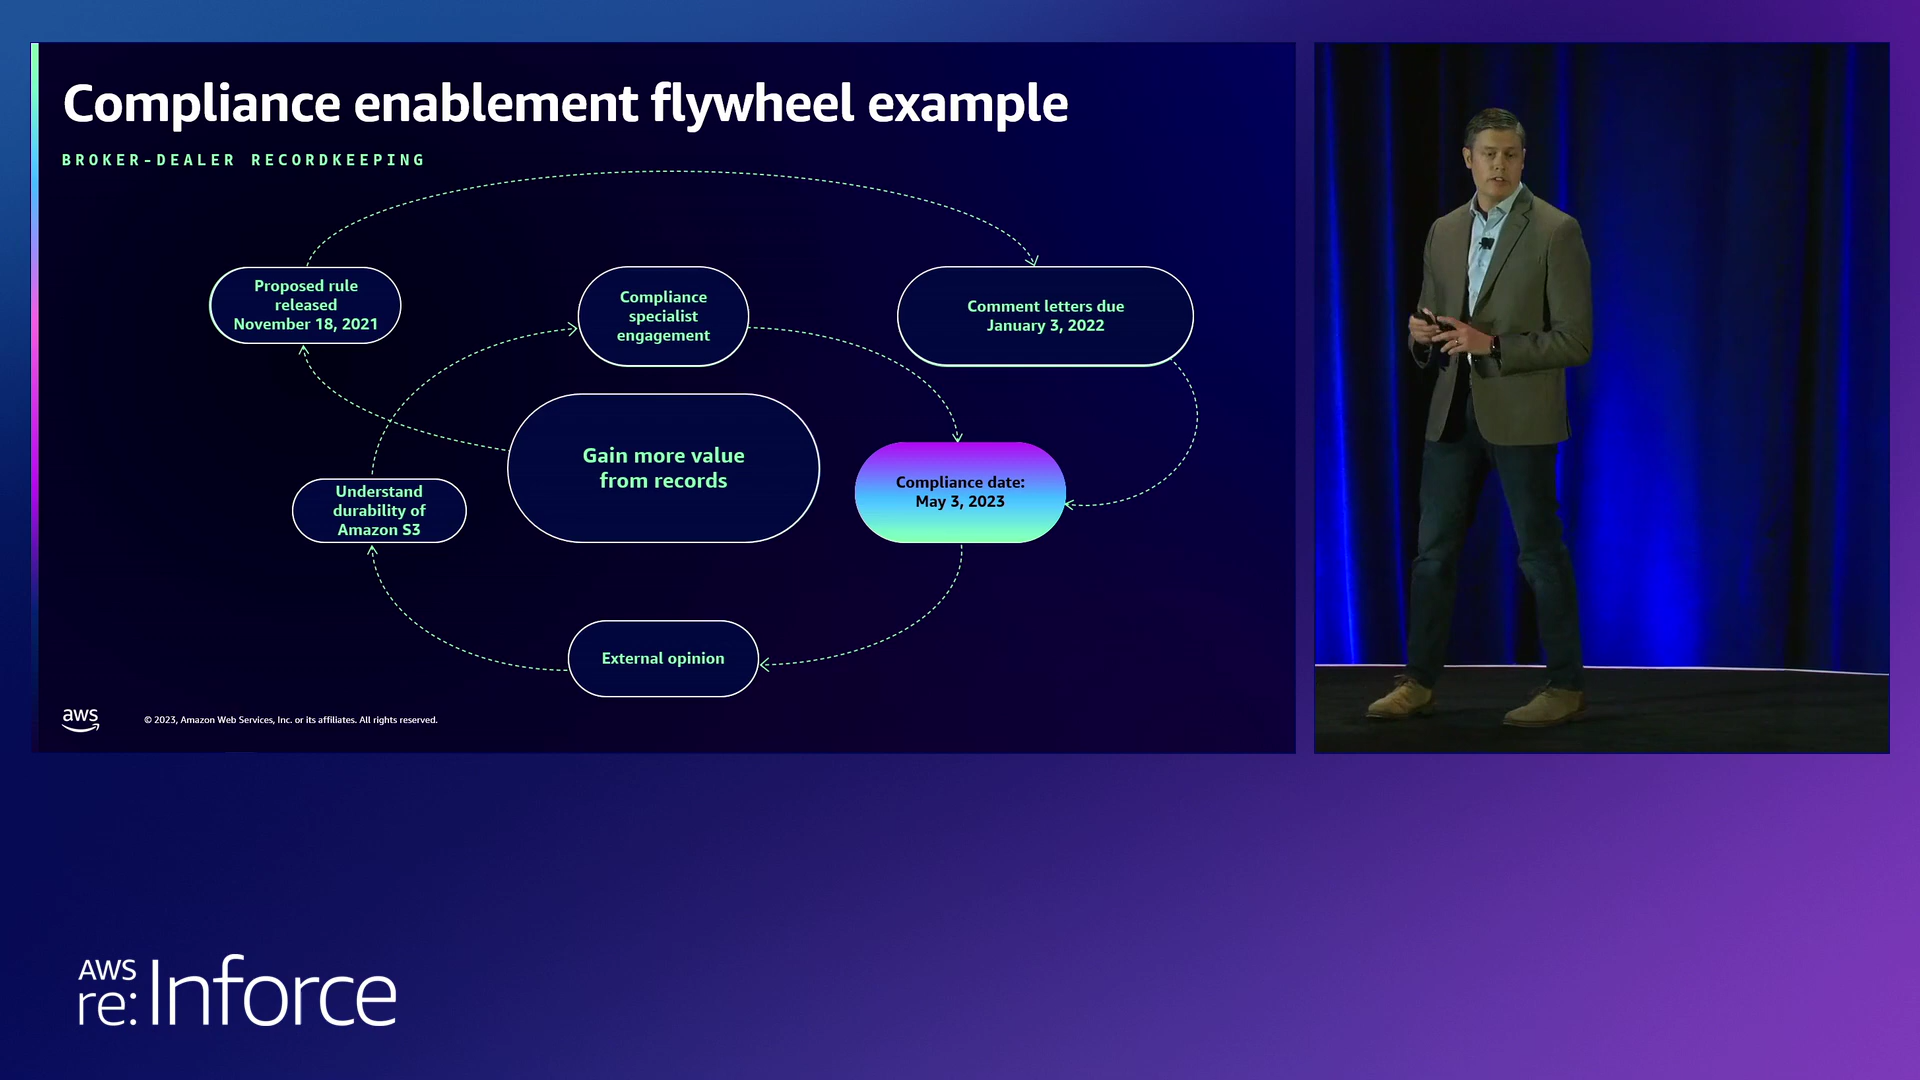 Compliance enablement flywheel example
BROKER-DEALER RECORDKEEPING
Proposed rule
released
November 18, 2021
Compliance
specialist
engagement
Comment letters due
January 3, 2022
Gain more value
from records
Compliance date:
May 3, 2023
Understand
durability of
Amazon S3
External opinion
aws
© 2023, Amazon Web Services, Inc. or its affiliates. All rights reserved.
AWS
re:Inforce